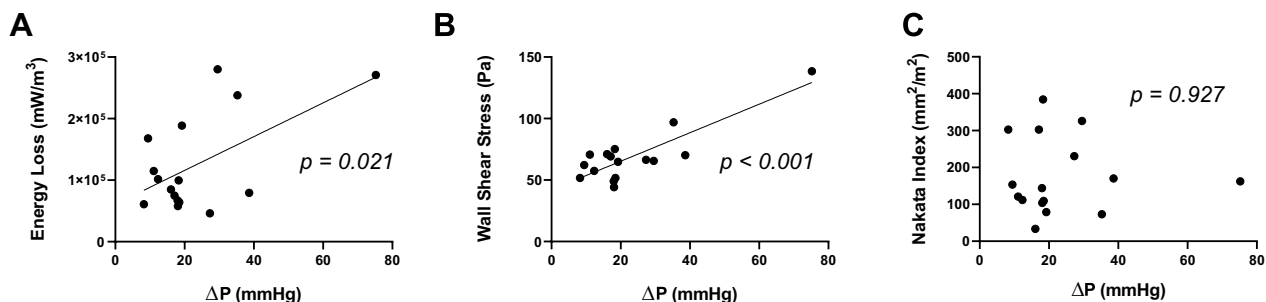 A
Energy Loss (mW/m³)
3×10⁵
2×10⁵
1×10⁵
0
0 20 40 60 80
ΔP (mmHg)
p = 0.021
B
Wall Shear Stress (Pa)
150
100
50
0
0 20 40 60 80
ΔP (mmHg)
p < 0.001
C
Nakata Index (mm²/m²)
500
400
300
200
100
0
0 20 40 60 80
ΔP (mmHg)
p = 0.927